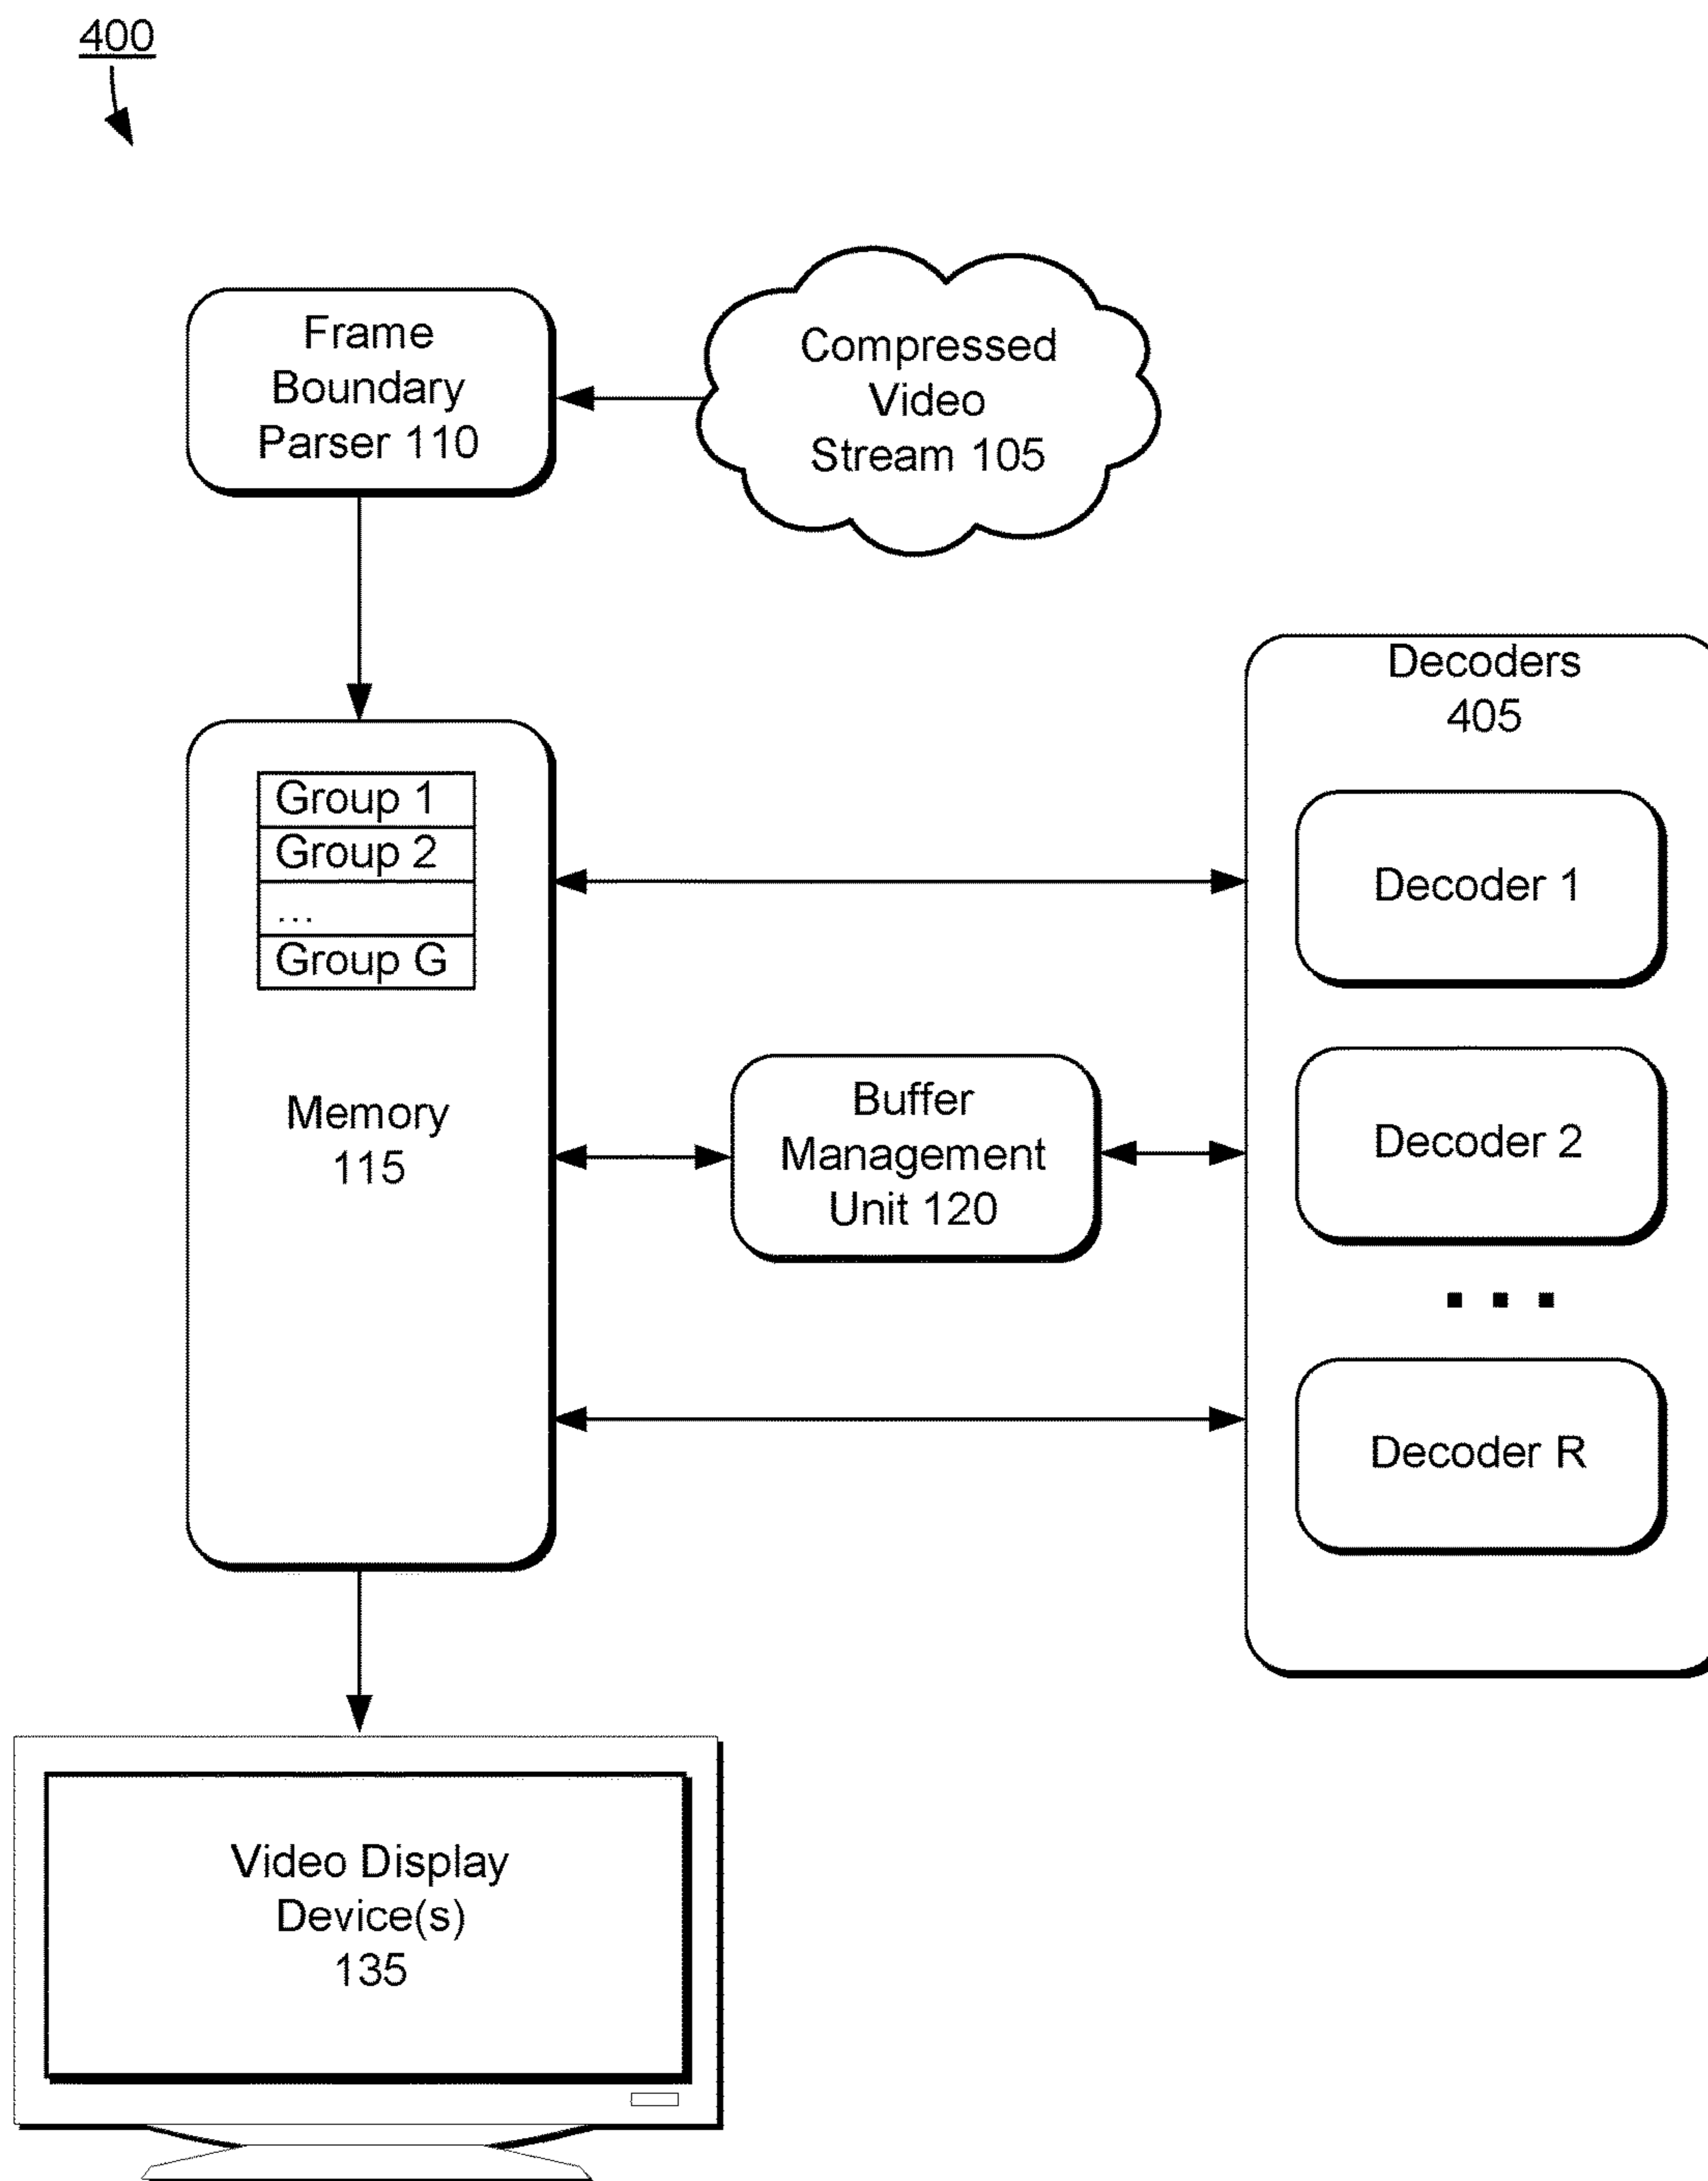 400
Frame
Boundary
Parser 110
Compressed
Video
Stream 105
Decoders
405
Group 1
Group 2
...
Group G
Decoder 1
Memory
115
Buffer
Management
Unit 120
Decoder 2
...
Decoder R
Video Display
Device(s)
135